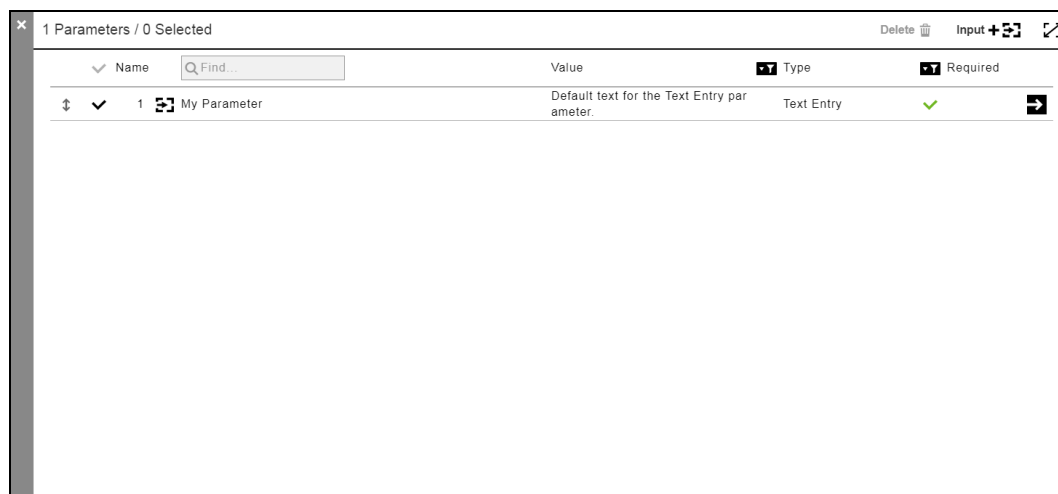 1 Parameters / 0 Selected Delete Input
Name Find... Value Type Required
1 My Parameter Default text for the Text Entry par Text Entry
ameter.